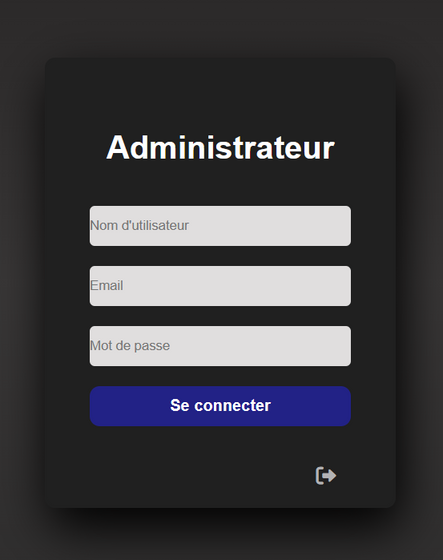 Administrateur
Nom d'utilisateur
Email
Mot de passe
Se connecter